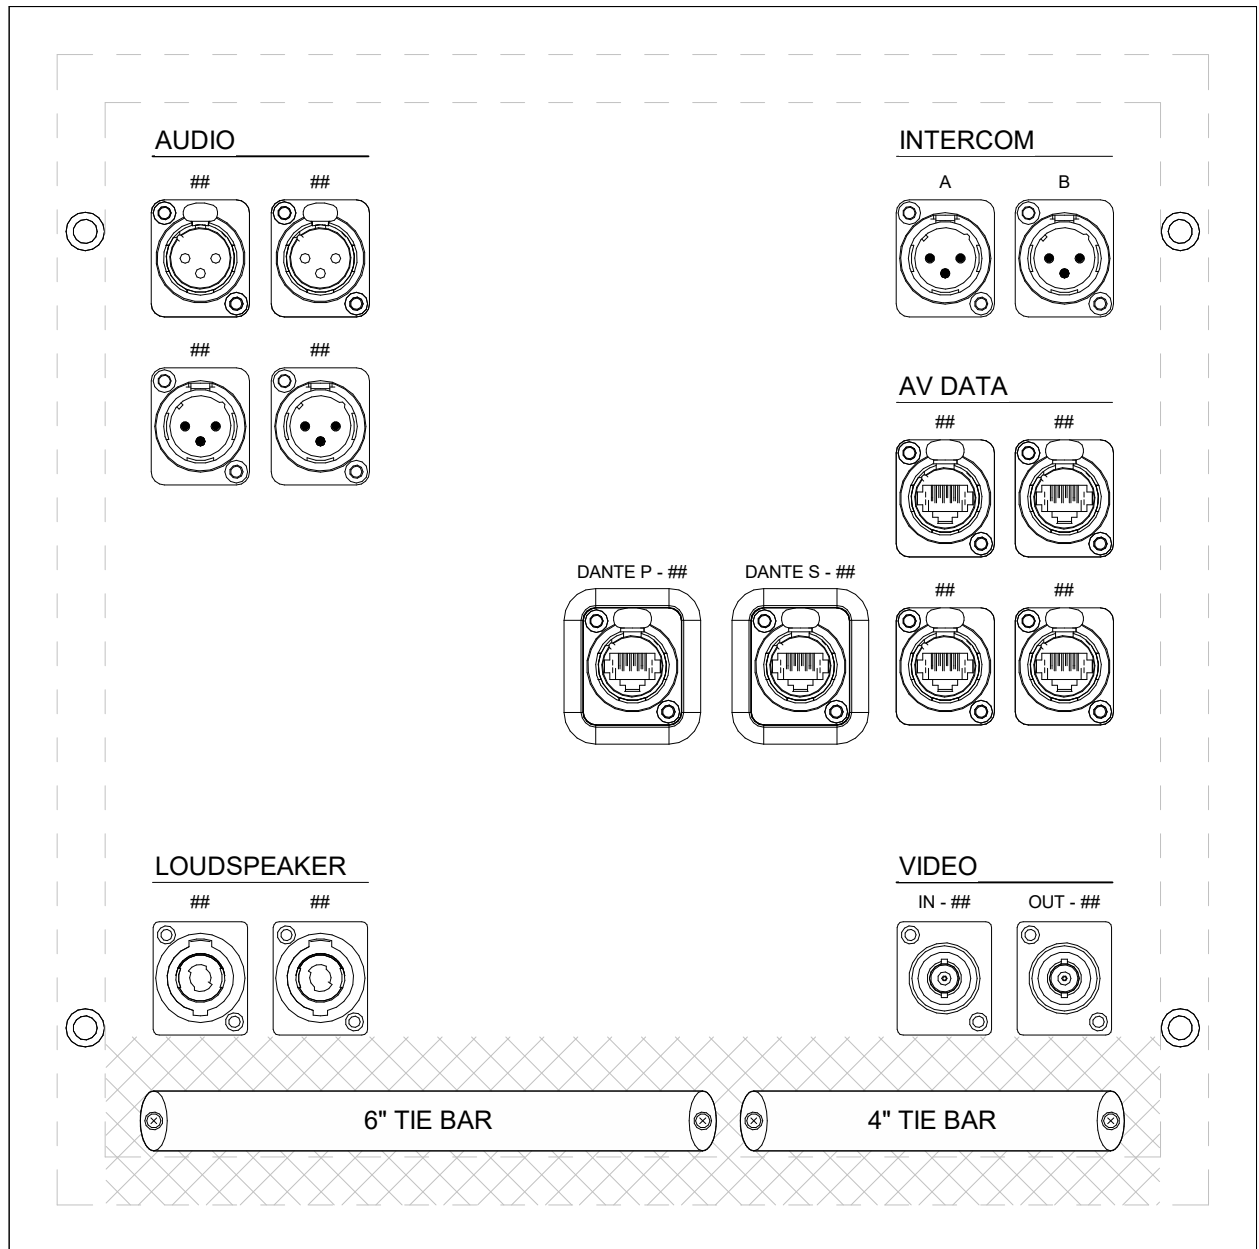 AUDIO
## ##
## ##
INTERCOM
A B
AV DATA
## ##
## ##
DANTE P - ## DANTE S - ##
LOUDSPEAKER
## ##
VIDEO
IN - ## OUT - ##
6" TIE BAR
4" TIE BAR